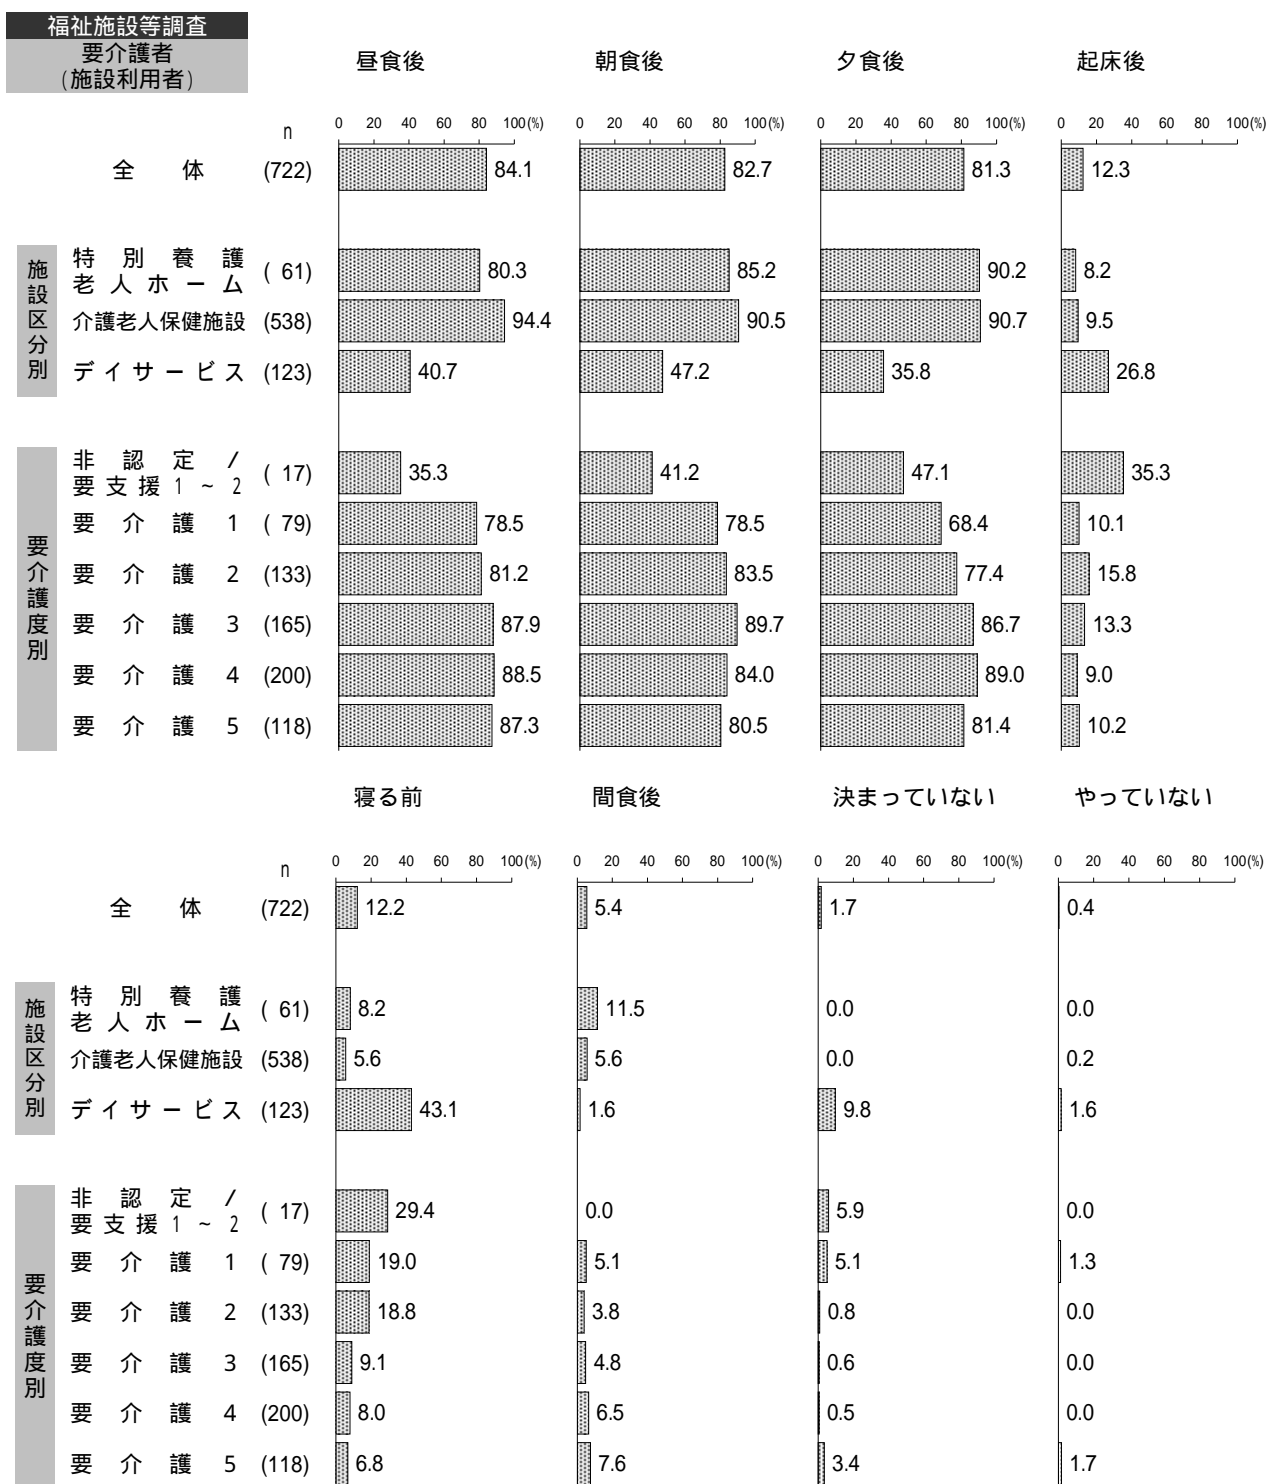 福祉施設等調査
要介護者
(施設利用者)
昼食後 朝食後 夕食後 起床後
n 0 20 40 60 80 100(%) 0 20 40 60 80 100(%) 0 20 40 60 80 100(%) 0 20 40 60 80 100(%)
全体 (722) 84.1 82.7 81.3 12.3
施設区分別
特別養護
老人ホーム ( 61) 80.3 85.2 90.2 8.2
介護老人保健施設 (538) 94.4 90.5 90.7 9.5
デイサービス (123) 40.7 47.2 35.8 26.8
要介護度別
非認定/
要支援1~2 ( 17) 35.3 41.2 47.1 35.3
要介護1 ( 79) 78.5 78.5 68.4 10.1
要介護2 (133) 81.2 83.5 77.4 15.8
要介護3 (165) 87.9 89.7 86.7 13.3
要介護4 (200) 88.5 84.0 89.0 9.0
要介護5 (118) 87.3 80.5 81.4 10.2
寝る前 間食後 決まっていない やっていない
n 0 20 40 60 80 100(%) 0 20 40 60 80 100(%) 0 20 40 60 80 100(%) 0 20 40 60 80 100(%)
全体 (722) 12.2 5.4 1.7 0.4
施設区分別
特別養護
老人ホーム ( 61) 8.2 11.5 0.0 0.0
介護老人保健施設 (538) 5.6 5.6 0.0 0.2
デイサービス (123) 43.1 1.6 9.8 1.6
要介護度別
非認定/
要支援1~2 ( 17) 29.4 0.0 5.9 0.0
要介護1 ( 79) 19.0 5.1 5.1 1.3
要介護2 (133) 18.8 3.8 0.8 0.0
要介護3 (165) 9.1 4.8 0.6 0.0
要介護4 (200) 8.0 6.5 0.5 0.0
要介護5 (118) 6.8 7.6 3.4 1.7